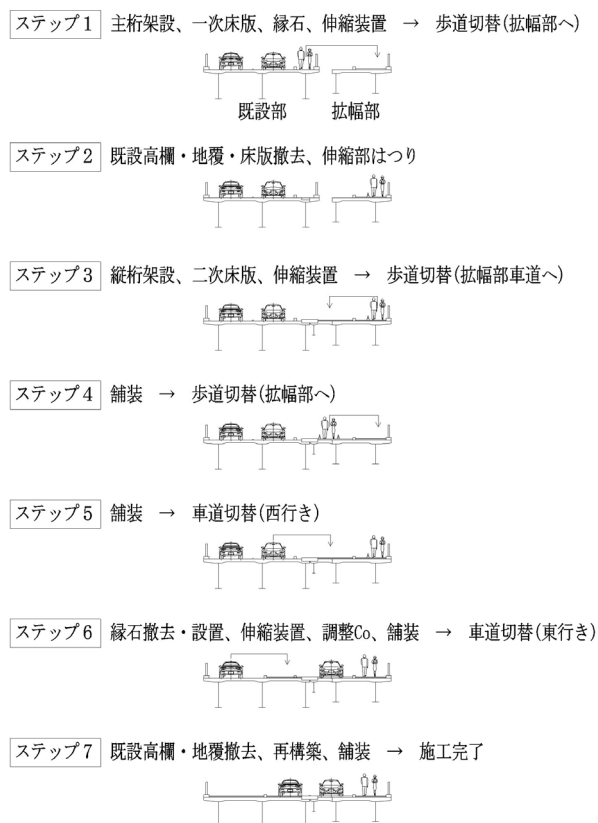 ステップ1 主桁架設、一次床版、縁石、伸縮装置 → 歩道切替(拡幅部へ)
既設部 拡幅部
ステップ2 既設高欄・地覆・床版撤去、伸縮部はつり
ステップ3 縦桁架設、二次床版、伸縮装置 → 歩道切替(拡幅部車道へ)
ステップ4 舗装 → 歩道切替(拡幅部へ)
ステップ5 舗装 → 車道切替(西行き)
ステップ6 縁石撤去・設置、伸縮装置、調整Co、舗装 → 車道切替(東行き)
ステップ7 既設高欄・地覆撤去、再構築、舗装 → 施工完了